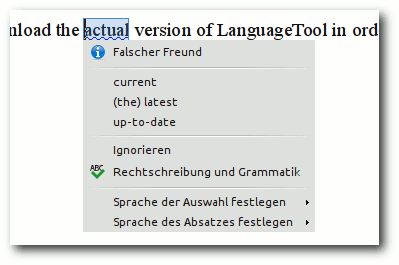 nload the actual version of LanguageTool in ord
Falscher Freund
current
(the) latest
up-to-date
Ignorieren
ABC Rechtschreibung und Grammatik
Sprache der Auswahl festlegen
Sprache des Absatzes festlegen